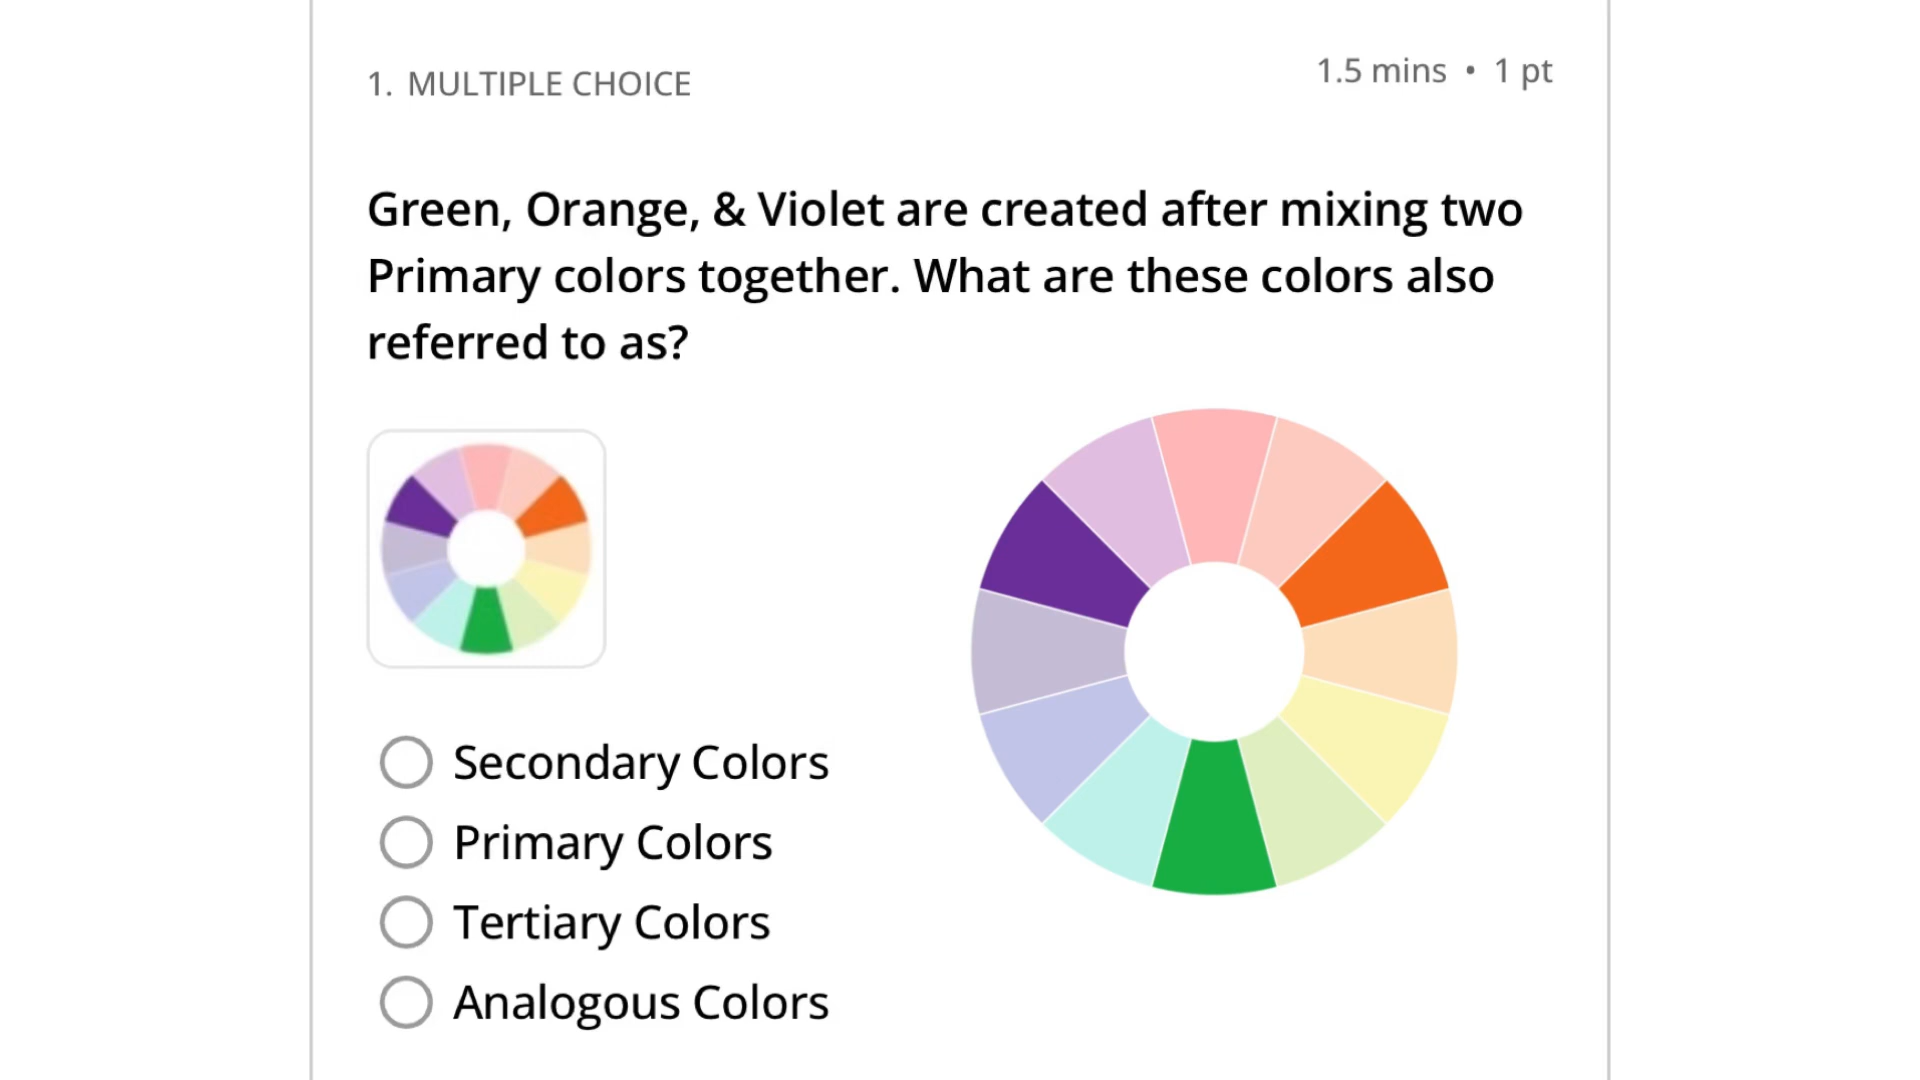 1. MULTIPLE CHOICE
1.5 mins • 1 pt
Green, Orange, & Violet are created after mixing two
Primary colors together. What are these colors also
referred to as?
Secondary Colors
Primary Colors
Tertiary Colors
Analogous Colors